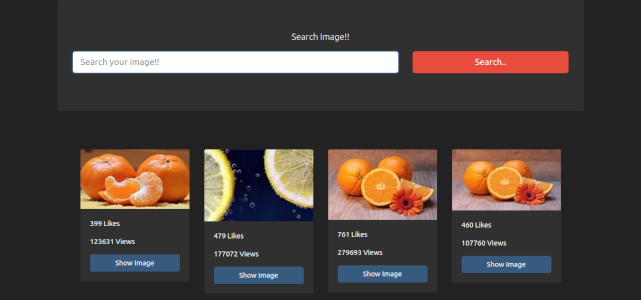 Search Image!!
Search your image!!
Search..
399 Likes
123631 Views
Show Image
479 Likes
177072 Views
Show Image
761 Likes
279693 Views
Show Image
460 Likes
107760 Views
Show Image